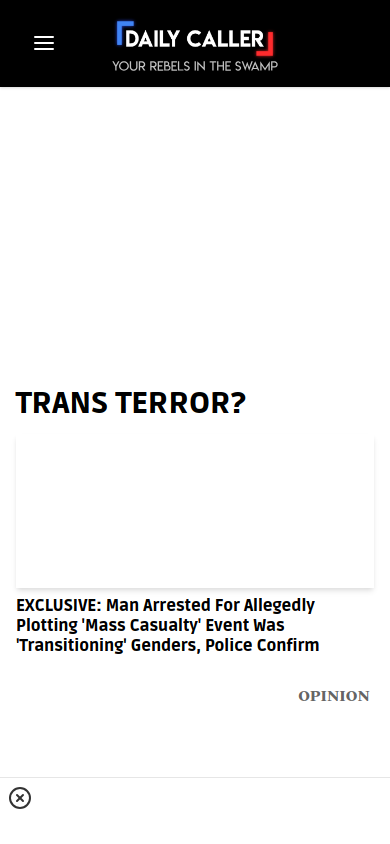 DAILY CALLER
YOUR REBELS IN THE SWAMP
TRANS TERROR?
EXCLUSIVE: Man Arrested For Allegedly
Plotting 'Mass Casualty' Event Was
'Transitioning' Genders, Police Confirm
OPINION